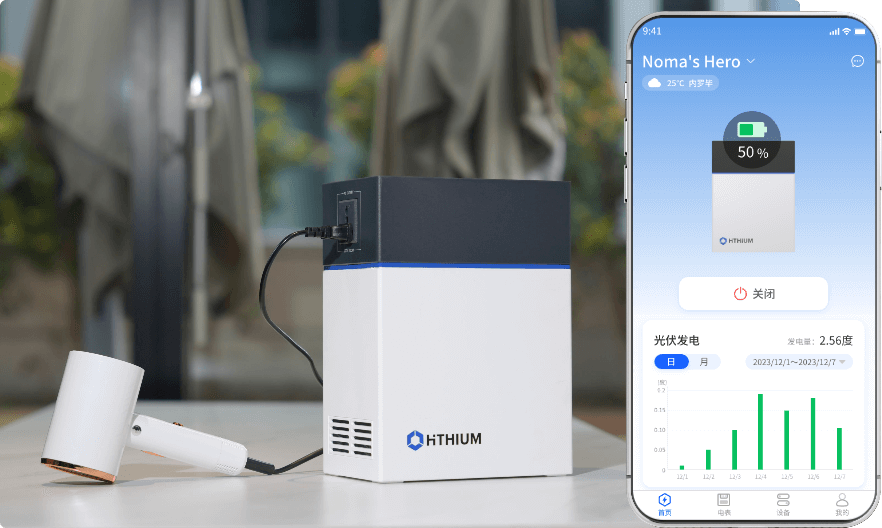 HiTHIUM
9:41
Noma's Hero
25℃ 内罗毕
50 %
HiTHIUM
关闭
光伏发电
发电量： 2.56度
日 月
2023/12/1～2023/12/7
(度)
0.2
0.15
0.10
0.05
0
12/1 12/2 12/3 12/4 12/5 12/6 12/7
首页 电表 设备 我的